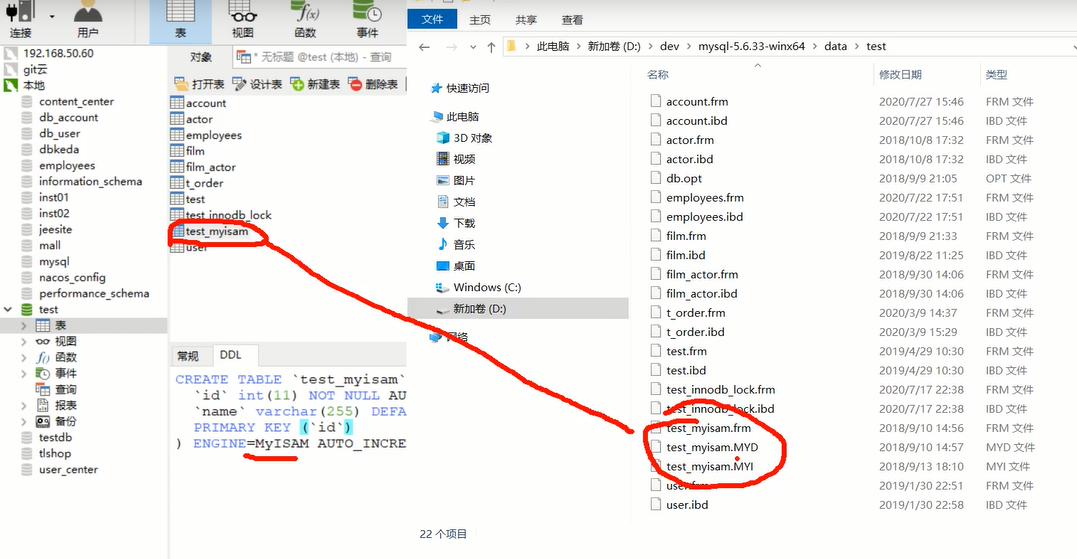 连接
用户
表
视图
函数
事件
192.168.50.60
git云
本地
content_center
db_account
db_user
dbkeda
employees
information_schema
inst01
inst02
jeesite
mall
mysql
nacos_config
performance_schema
test
表
视图
函数
事件
查询
报表
备份
testdb
tlshop
user_center
对象
* 无标题 @test (本地) - 查询
打开表 设计表 新建表 删除表
account
actor
employees
film
film_actor
t_order
test
test_innodb_lock
test_myisam
user
常规 DDL
CREATE TABLE `test_myisam`
`id` int(11) NOT NULL AU
`name` varchar(255) DEFA
PRIMARY KEY (`id`)
) ENGINE=MyISAM AUTO_INCRE
文件 主页 共享 查看
此电脑 > 新加卷 (D:) > dev > mysql-5.6.33-winx64 > data > test
快速访问
此电脑
3D 对象
视频
图片
文档
下载
音乐
桌面
Windows (C:)
新加卷 (D:)
网络
名称 修改日期 类型
account.frm 2020/7/27 15:46 FRM 文件
account.ibd 2020/7/27 15:46 IBD 文件
actor.frm 2018/10/8 17:32 FRM 文件
actor.ibd 2018/10/8 17:32 IBD 文件
db.opt 2018/9/9 21:05 OPT 文件
employees.frm 2020/7/22 17:51 FRM 文件
employees.ibd 2020/7/22 17:51 IBD 文件
film.frm 2018/9/9 21:33 FRM 文件
film.ibd 2019/8/22 11:25 IBD 文件
film_actor.frm 2018/9/30 14:06 FRM 文件
film_actor.ibd 2018/9/30 14:06 IBD 文件
t_order.frm 2020/3/9 14:37 FRM 文件
t_order.ibd 2020/3/9 15:29 IBD 文件
test.frm 2019/4/29 10:30 FRM 文件
test.ibd 2019/4/29 10:30 IBD 文件
test_innodb_lock.frm 2020/7/17 22:38 FRM 文件
test_innodb_lock.ibd 2020/7/17 22:38 IBD 文件
test_myisam.frm 2018/9/10 14:56 FRM 文件
test_myisam.MYD 2018/9/10 14:57 MYD 文件
test_myisam.MYI 2018/9/13 18:10 MYI 文件
user.frm 2019/1/30 22:51 FRM 文件
user.ibd 2019/1/30 22:58 IBD 文件
22 个项目